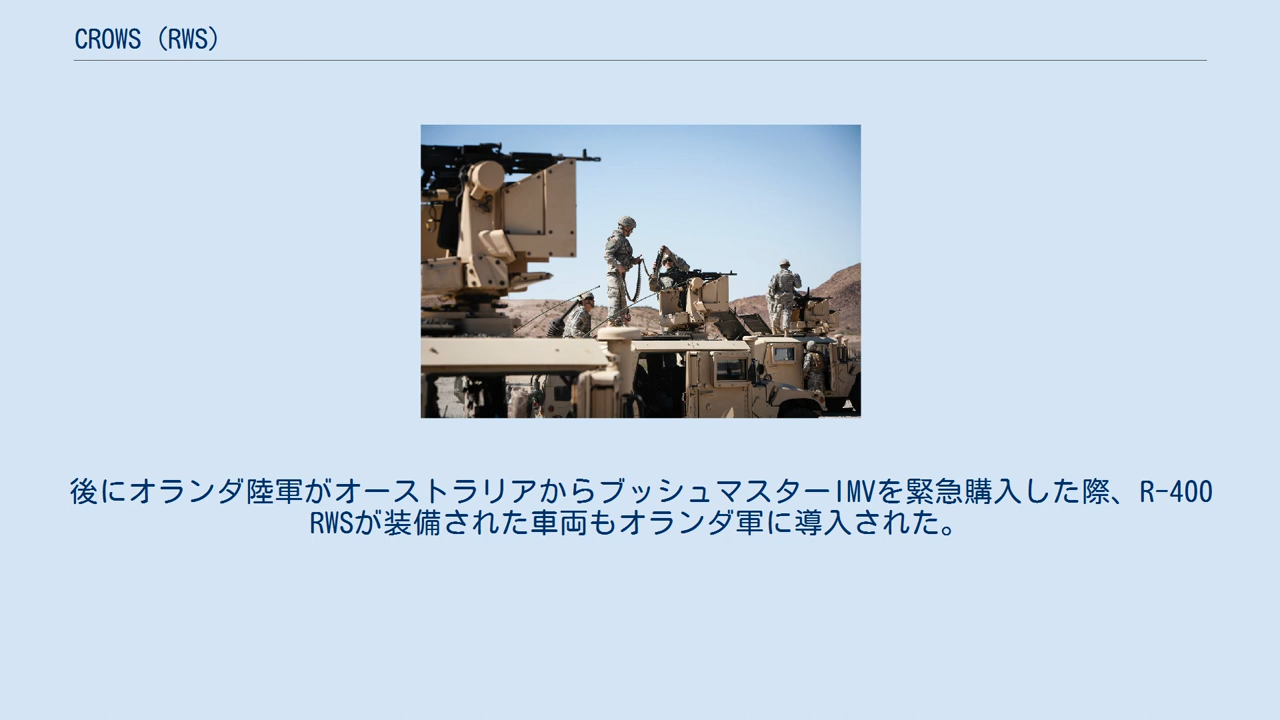 CROWS (RWS)
後にオランダ陸軍がオーストラリアからブッシュマスターIMVを緊急購入した際、R-400
RWSが装備された車両もオランダ軍に導入された。